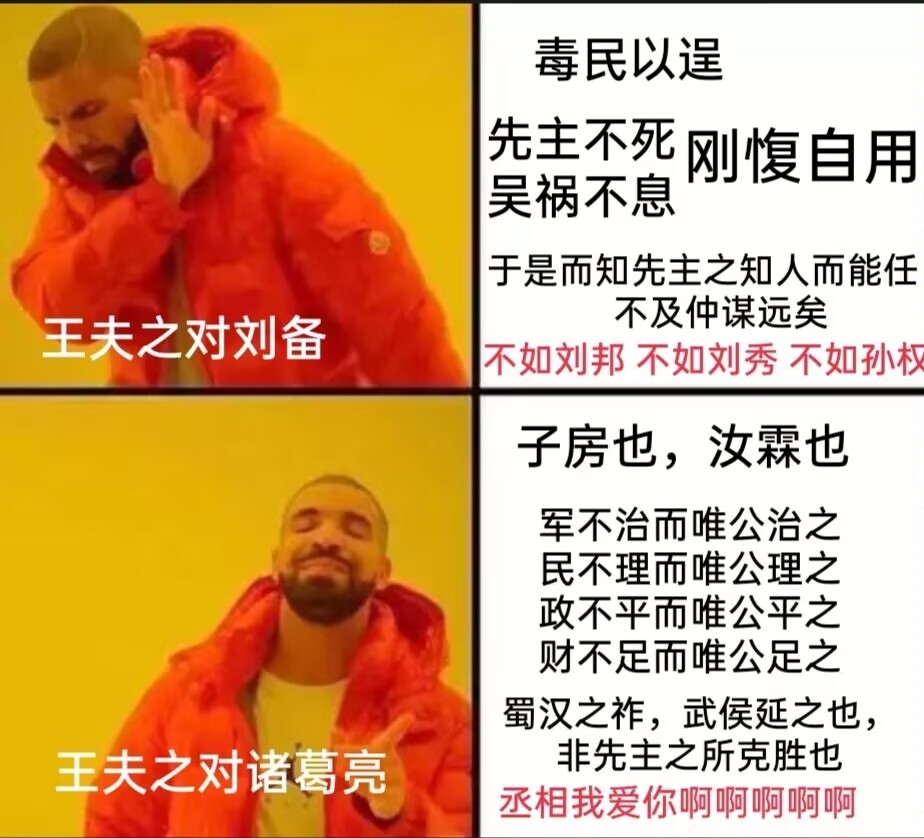 毒民以逞
先主不死
吴祸不息
刚愎自用
于是而知先主之知人而能任
不及仲谋远矣
不如刘邦 不如刘秀 不如孙权
王夫之对刘备
子房也，汝霖也
军不治而唯公治之
民不理而唯公理之
政不平而唯公平之
财不足而唯公足之
蜀汉之祚，武侯延之也，
非先主之所克胜也
丞相我爱你啊啊啊啊啊
王夫之对诸葛亮